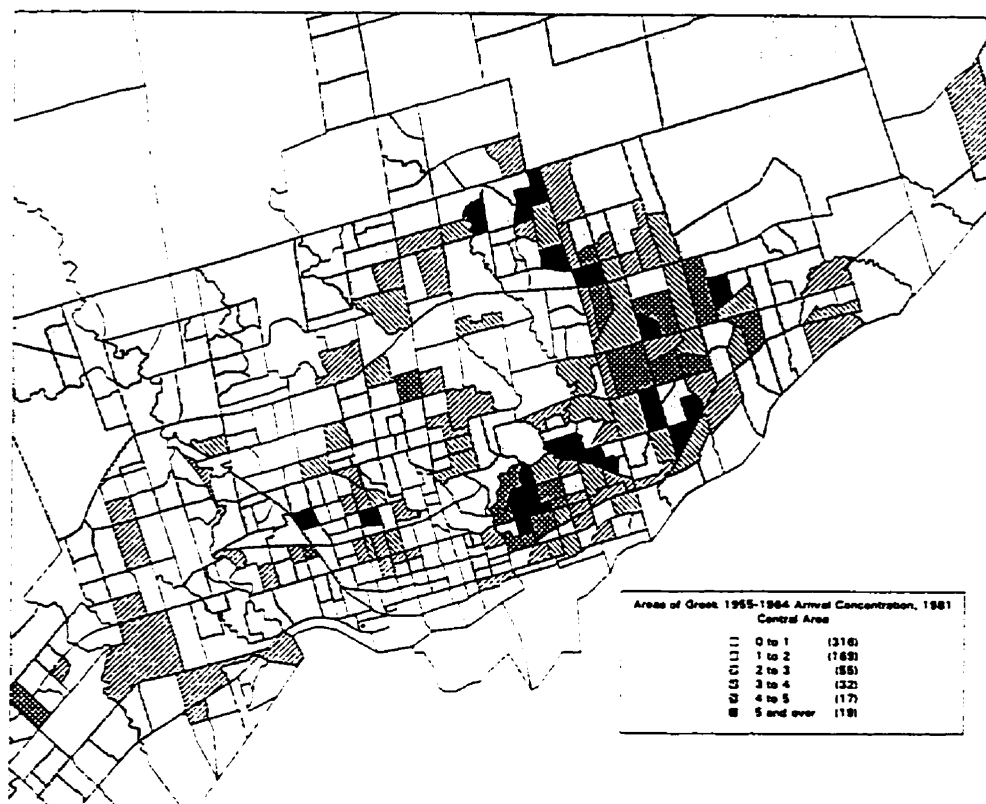 Areas of Greek 1955-1964 Arrival Concentration, 1981
Central Area
0 to 1 (316)
1 to 2 (169)
2 to 3 (55)
3 to 4 (32)
4 to 5 (17)
5 and over (19)